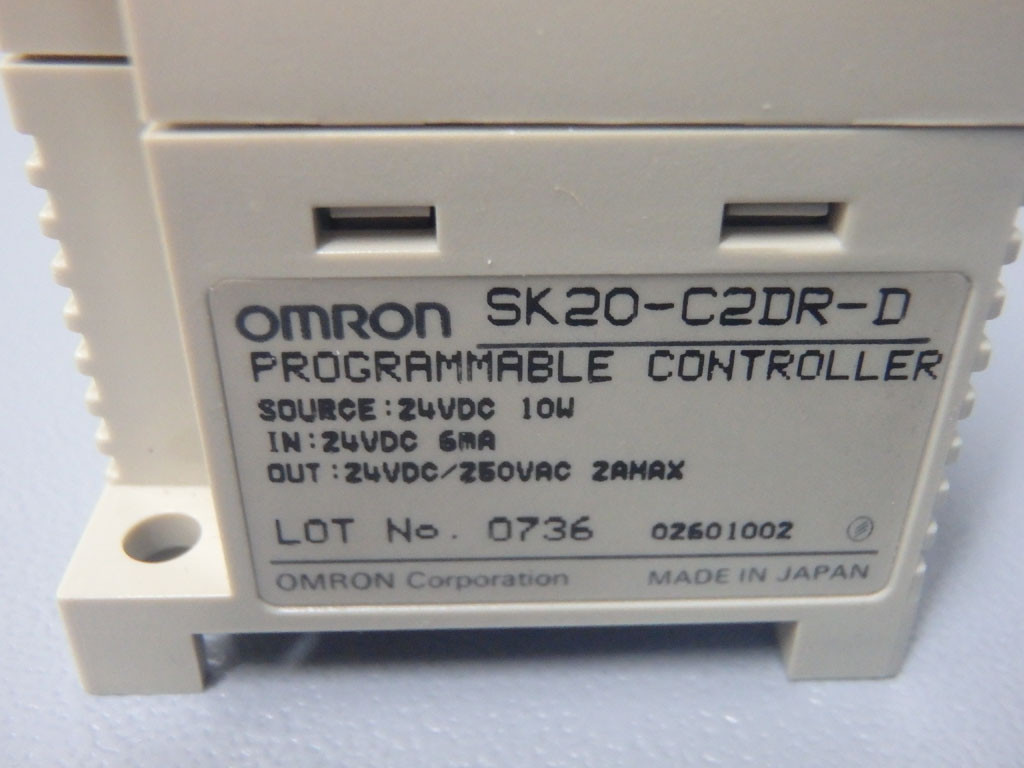 OMRON SK20-C2DR-D
PROGRAMMABLE CONTROLLER
SOURCE:24VDC 10W
IN:24VDC 6mA
OUT:24VDC/250VAC 2AMAX
LOT No. 0736 02601002
OMRON Corporation MADE IN JAPAN